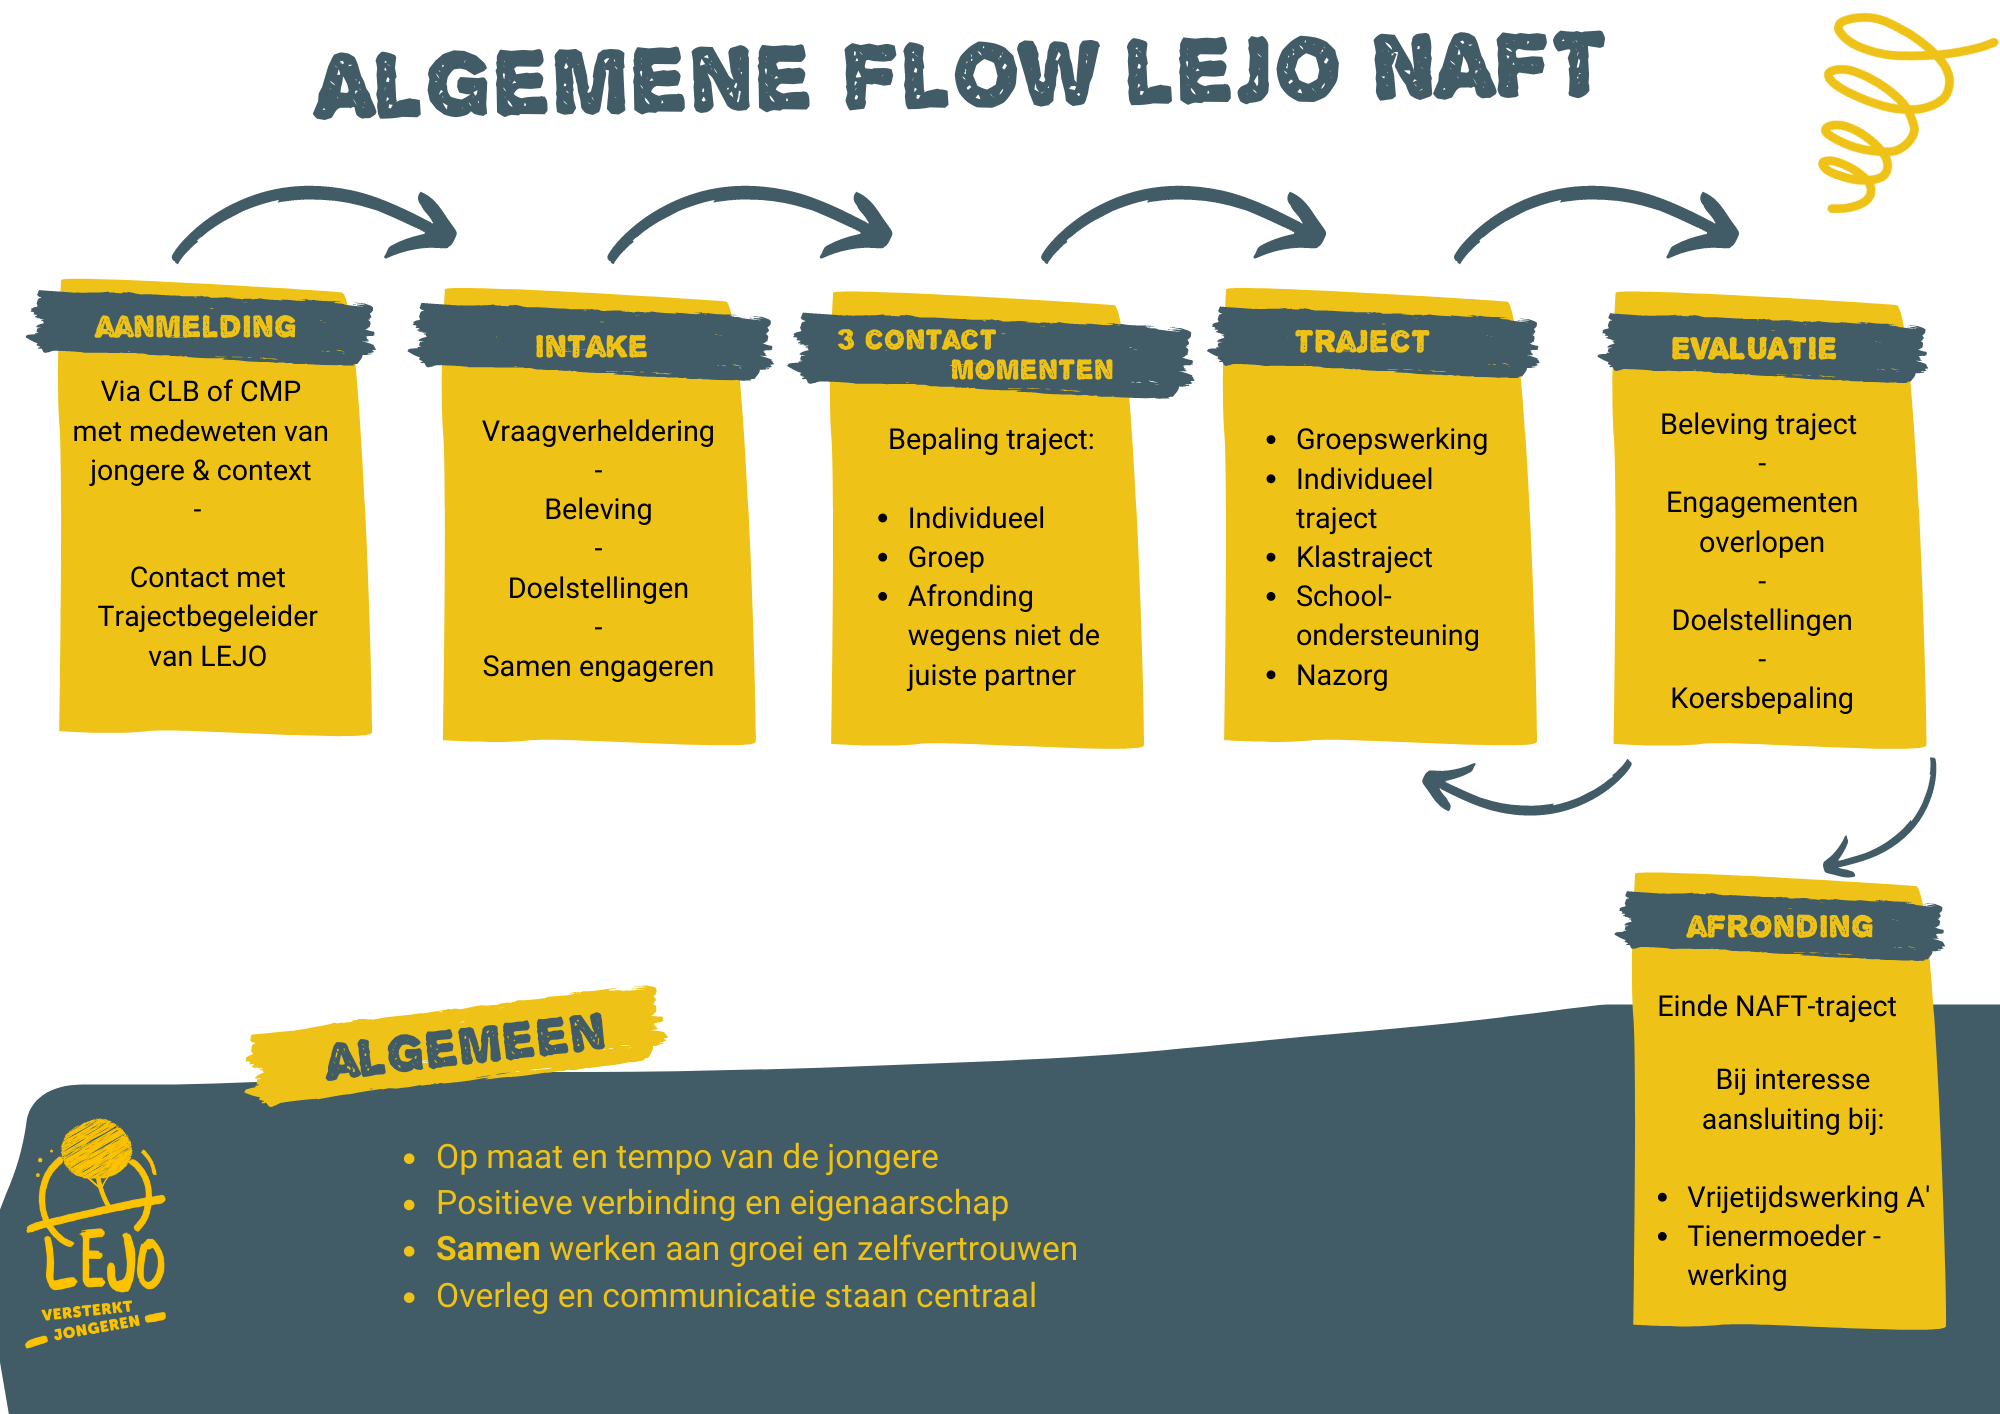 ALGEMENE FLOW LEJO NAFT
AANMELDING
Via CLB of CMP
met medeweten van
jongere & context
-
Contact met
Trajectbegeleider
van LEJO
INTAKE
Vraagverheldering
-
Beleving
-
Doelstellingen
-
Samen engageren
3 CONTACT
MOMENTEN
Bepaling traject:
• Individueel
• Groep
• Afronding
wegens niet de
juiste partner
TRAJECT
• Groepswerking
• Individueel
traject
• Klastraject
• School-
ondersteuning
• Nazorg
EVALUATIE
Beleving traject
-
Engagementen
overlopen
-
Doelstellingen
-
Koersbepaling
AFRONDING
Einde NAFT-traject
Bij interesse
aansluiting bij:
• Vrijetijdswerking A'
• Tienermoeder -
werking
ALGEMEEN
• Op maat en tempo van de jongere
• Positieve verbinding en eigenaarschap
• Samen werken aan groei en zelfvertrouwen
• Overleg en communicatie staan centraal
LEJO
VERSTERKT
JONGEREN